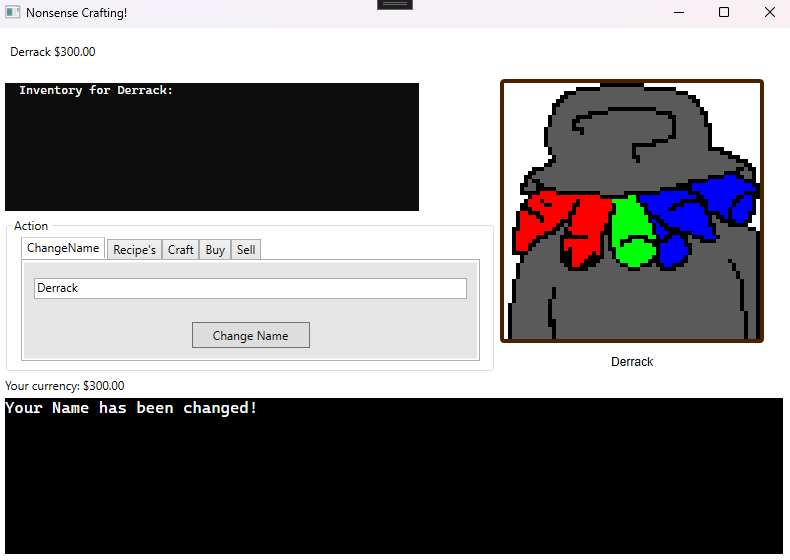 Nonsense Crafting!
Derrack $300.00
Inventory for Derrack:
Action
ChangeName Recipe's Craft Buy Sell
Derrack
Change Name
Derrack
Your currency: $300.00
Your Name has been changed!